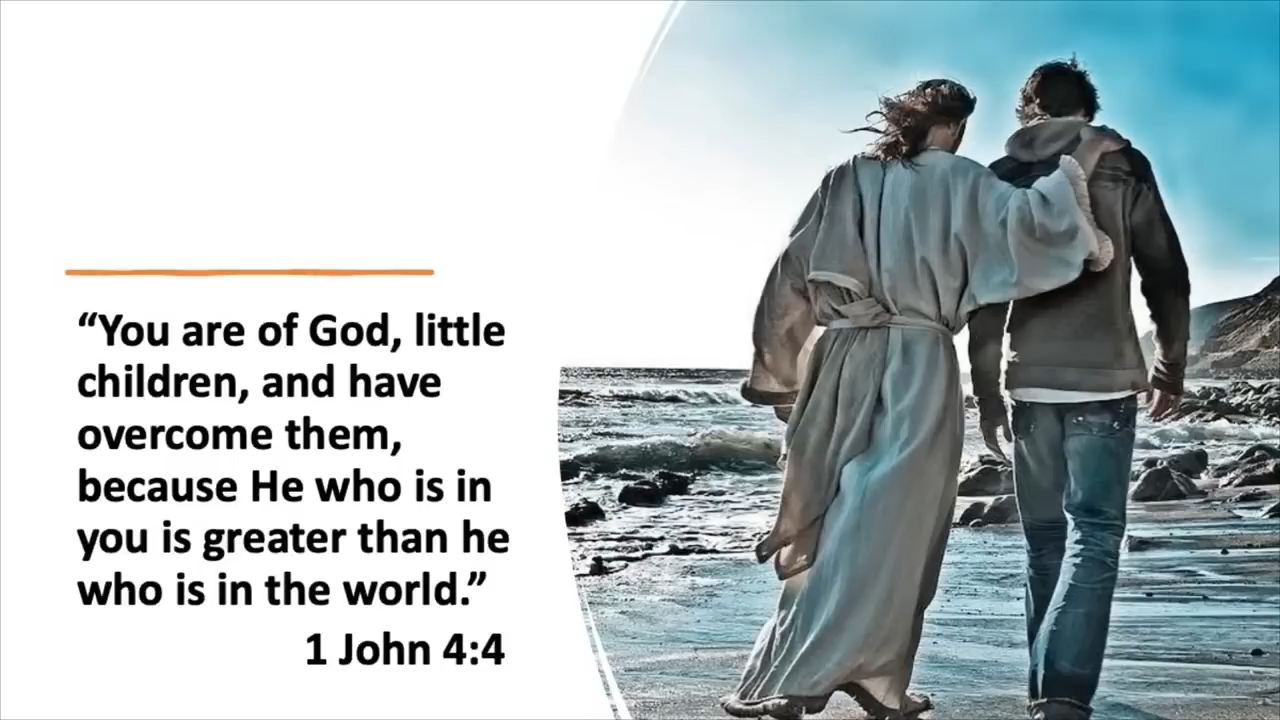 “You are of God, little
children, and have
overcome them,
because He who is in
you is greater than he
who is in the world.”
1 John 4:4